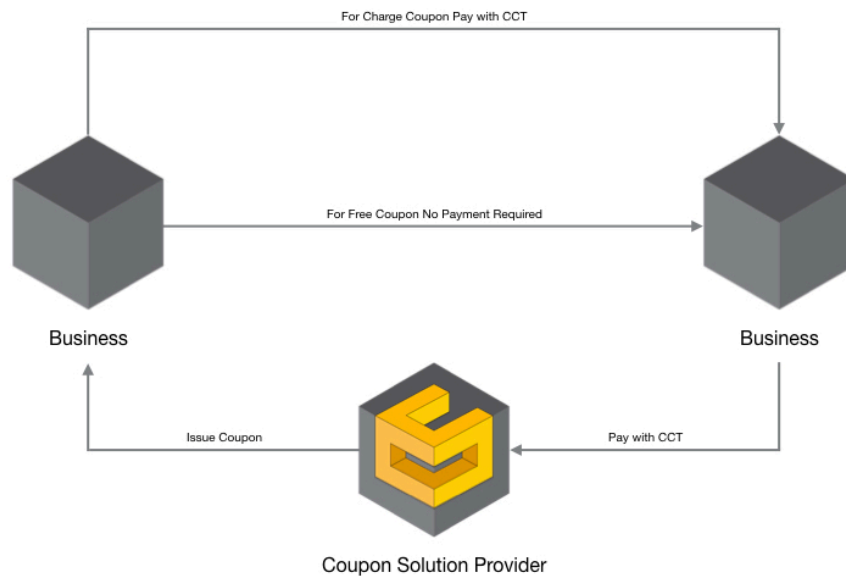 For Charge Coupon Pay with CCT
For Free Coupon No Payment Required
Business
Business
Issue Coupon
Pay with CCT
Coupon Solution Provider